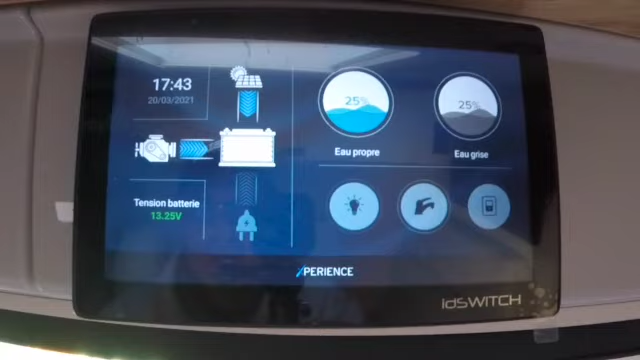 17:43
20/03/2021
25%
25%
Eau propre
Eau grise
Tension batterie
13.25V
XPERIENCE
IdSWITCH